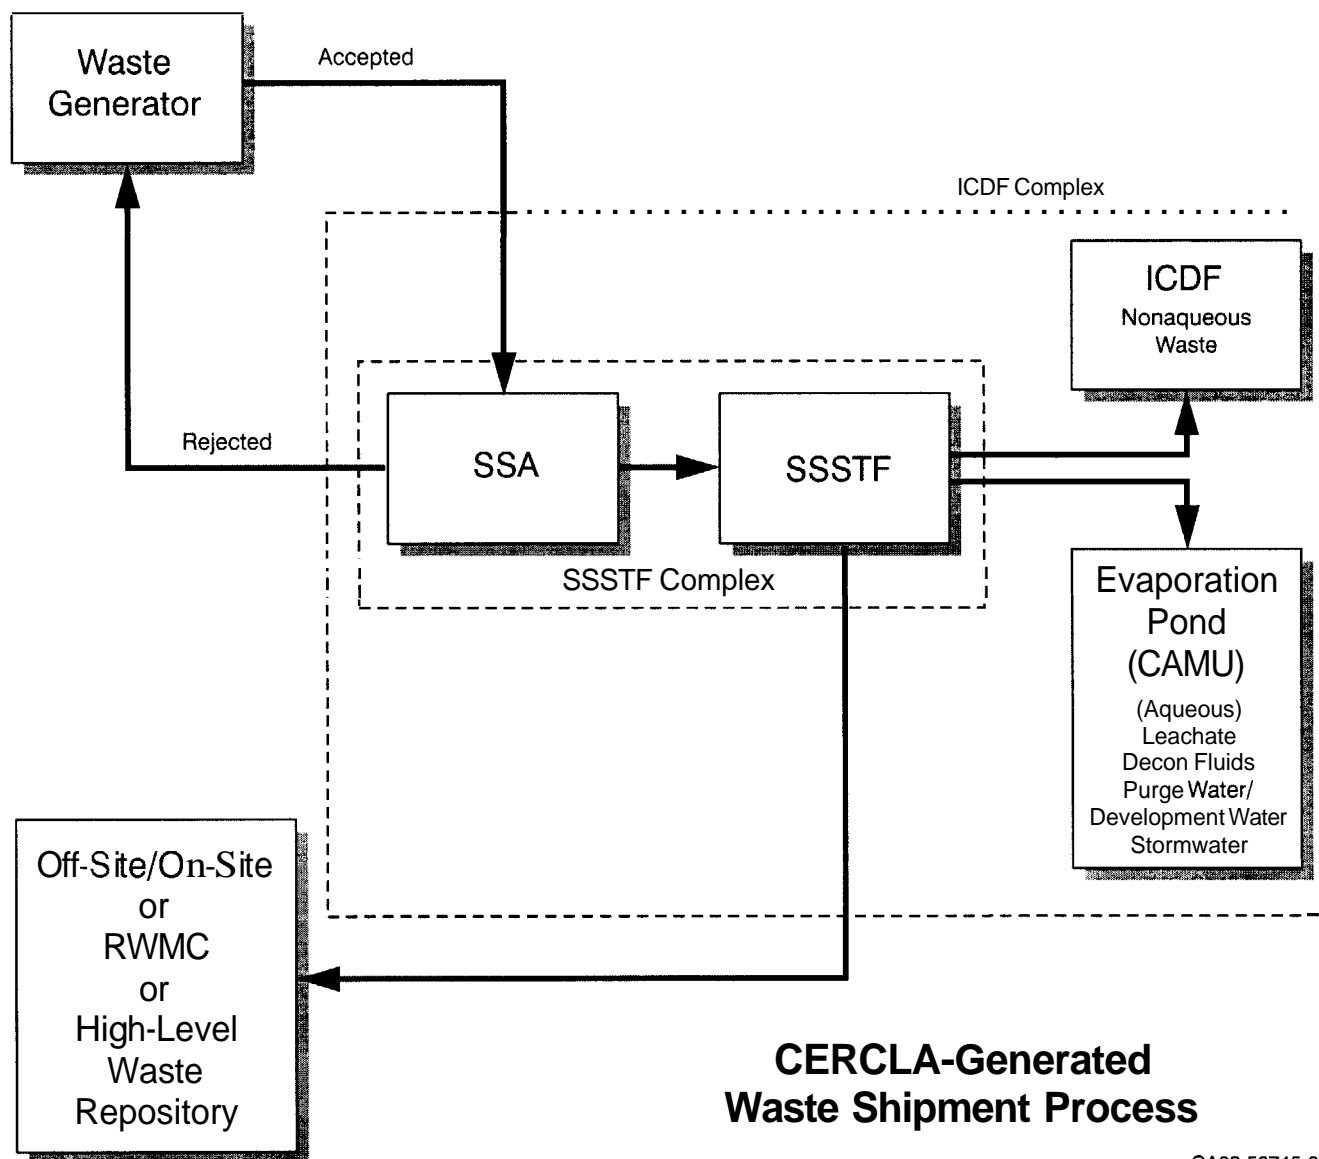 Waste
Generator
Accepted
ICDF Complex
ICDF
Nonaqueous
Waste
Rejected
SSA
SSSTF
SSSTF Complex
Evaporation
Pond
(CAMU)
(Aqueous)
Leachate
Decon Fluids
Purge Water/
Development Water
Stormwater
Off-Site/On-Site
or
RWMC
or
High-Level
Waste
Repository
CERCLA-Generated
Waste Shipment Process